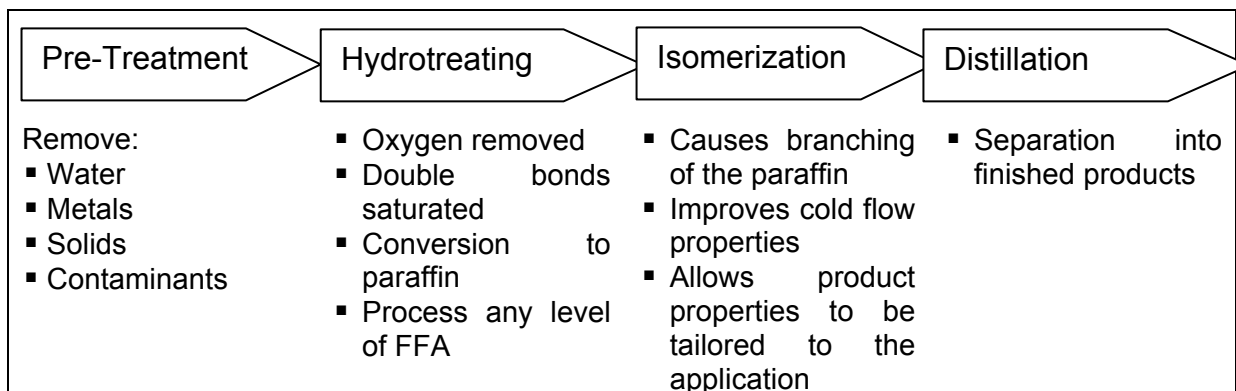 Pre-Treatment
Hydrotreating
Isomerization
Distillation
Remove:
▪ Water
▪ Metals
▪ Solids
▪ Contaminants
▪ Oxygen removed
▪ Double bonds
saturated
▪ Conversion to
paraffin
▪ Process any level
of FFA
▪ Causes branching
of the paraffin
▪ Improves cold flow
properties
▪ Allows product
properties to be
tailored to the
application
▪ Separation into
finished products